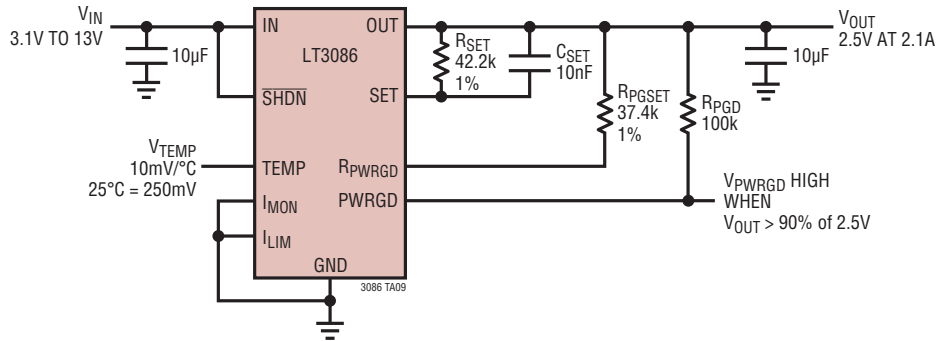 V_IN
3.1V TO 13V
10µF
IN
OUT
LT3086
SHDN
SET
TEMP
R_PWRGD
I_MON
PWRGD
I_LIM
GND
3086 TA09
V_TEMP
10mV/°C
25°C = 250mV
R_SET
42.2k
1%
C_SET
10nF
R_PGSET
37.4k
1%
R_PGD
100k
10µF
V_OUT
2.5V AT 2.1A
V_PWRGD HIGH
WHEN
V_OUT > 90% of 2.5V